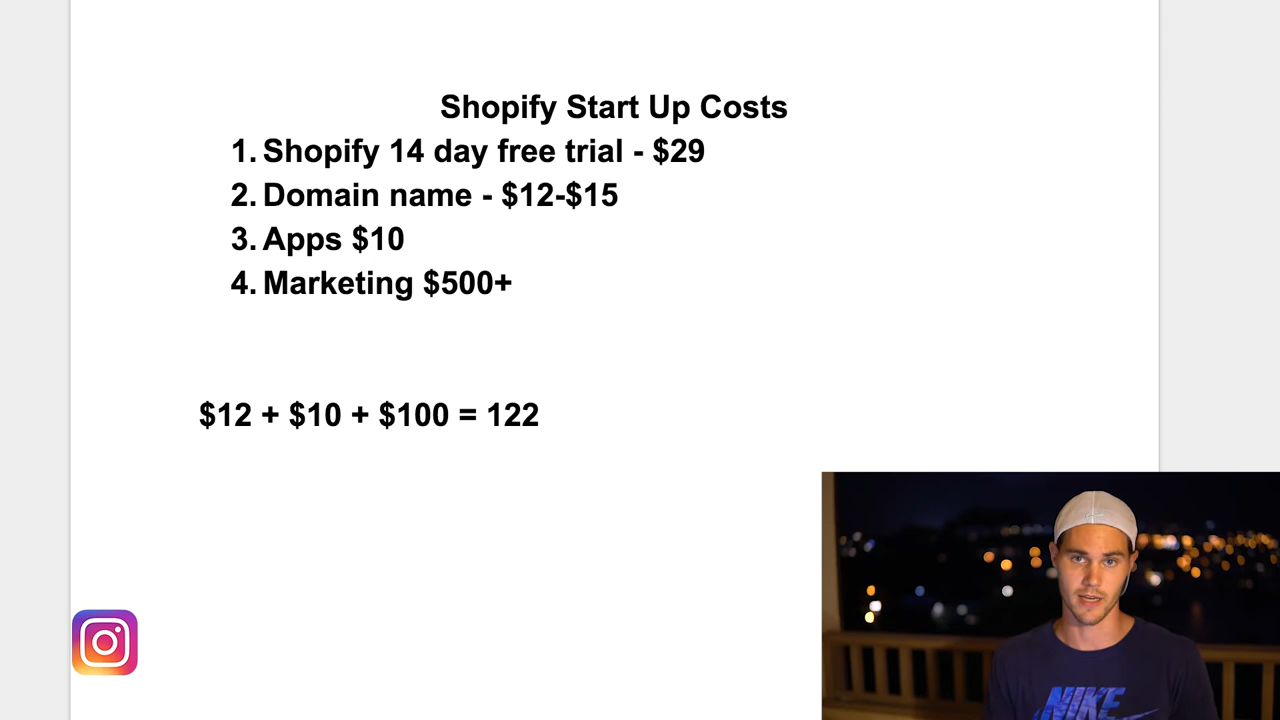 Shopify Start Up Costs
1. Shopify 14 day free trial - $29
2. Domain name - $12-$15
3. Apps $10
4. Marketing $500+
$12 + $10 + $100 = 122
NIKE